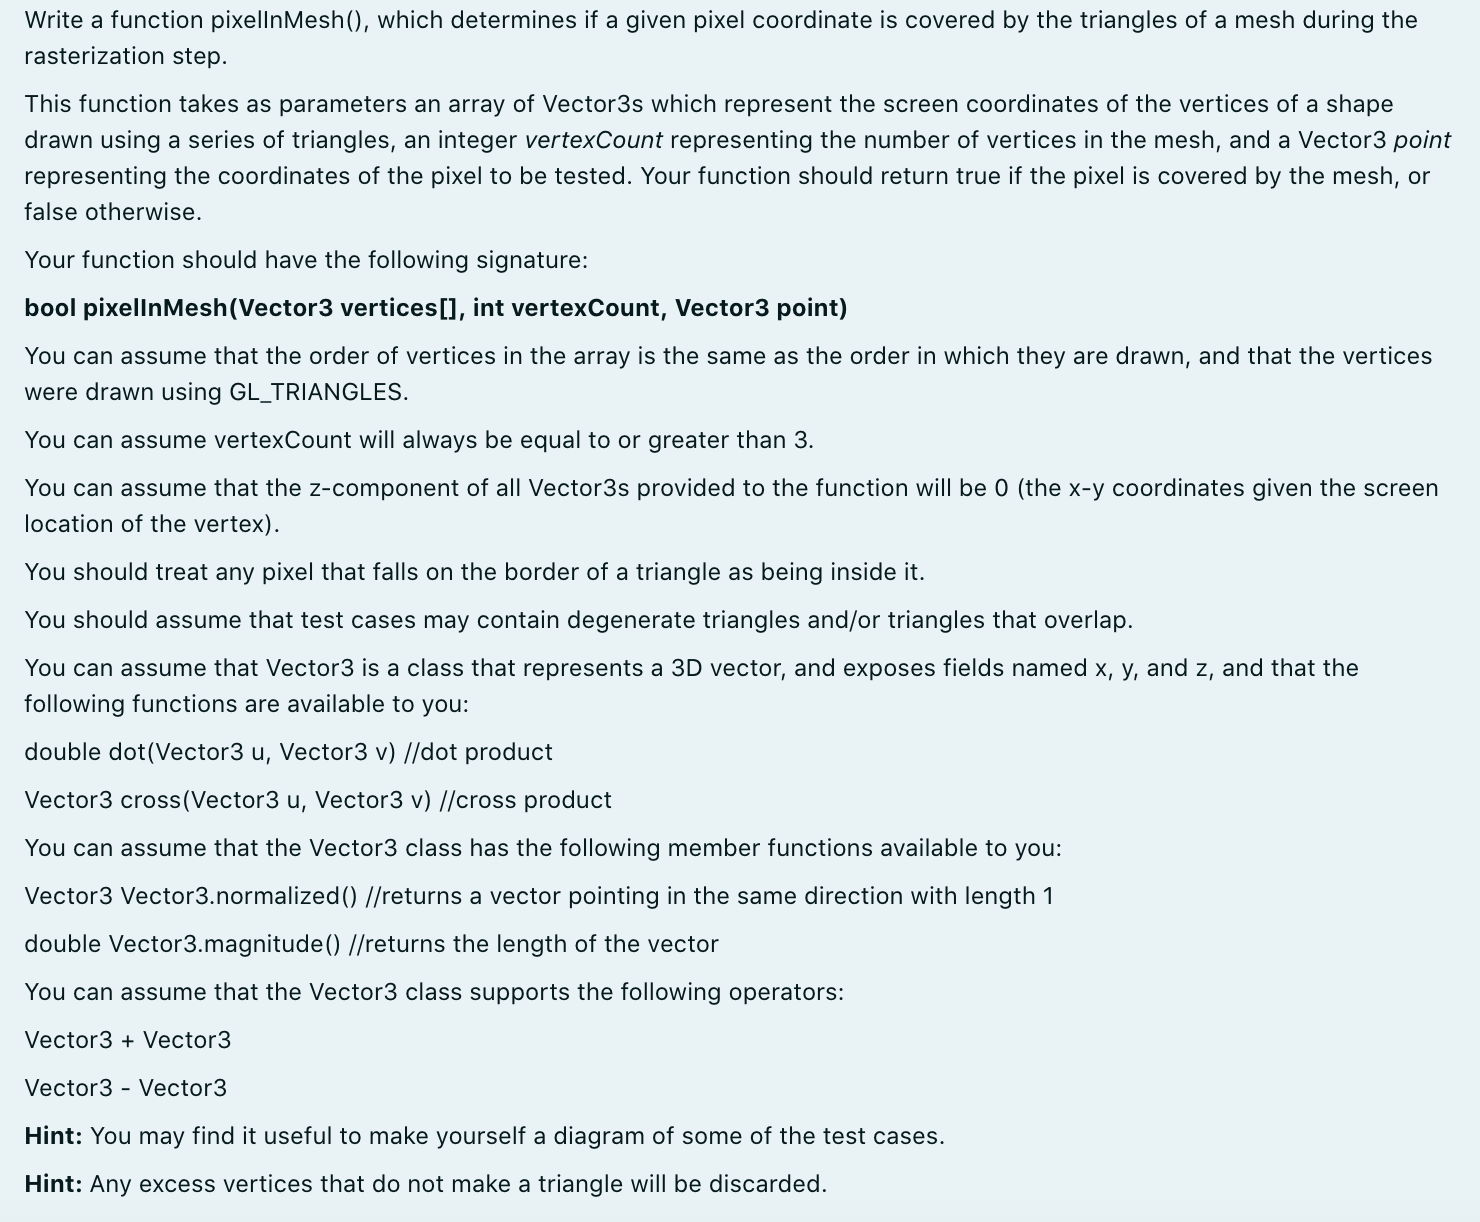 Write a function pixelInMesh(), which determines if a given pixel coordinate is covered by the triangles of a mesh during the
rasterization step.
This function takes as parameters an array of Vector3s which represent the screen coordinates of the vertices of a shape
drawn using a series of triangles, an integer vertexCount representing the number of vertices in the mesh, and a Vector3 point
representing the coordinates of the pixel to be tested. Your function should return true if the pixel is covered by the mesh, or
false otherwise.
Your function should have the following signature:
bool pixelInMesh(Vector3 vertices[], int vertexCount, Vector3 point)
You can assume that the order of vertices in the array is the same as the order in which they are drawn, and that the vertices
were drawn using GL_TRIANGLES.
You can assume vertexCount will always be equal to or greater than 3.
You can assume that the z-component of all Vector3s provided to the function will be 0 (the x-y coordinates given the screen
location of the vertex).
You should treat any pixel that falls on the border of a triangle as being inside it.
You should assume that test cases may contain degenerate triangles and/or triangles that overlap.
You can assume that Vector3 is a class that represents a 3D vector, and exposes fields named x, y, and z, and that the
following functions are available to you:
double dot(Vector3 u, Vector3 v) //dot product
Vector3 cross(Vector3 u, Vector3 v) //cross product
You can assume that the Vector3 class has the following member functions available to you:
Vector3 Vector3.normalized() //returns a vector pointing in the same direction with length 1
double Vector3.magnitude() //returns the length of the vector
You can assume that the Vector3 class supports the following operators:
Vector3 + Vector3
Vector3 - Vector3
Hint: You may find it useful to make yourself a diagram of some of the test cases.
Hint: Any excess vertices that do not make a triangle will be discarded.